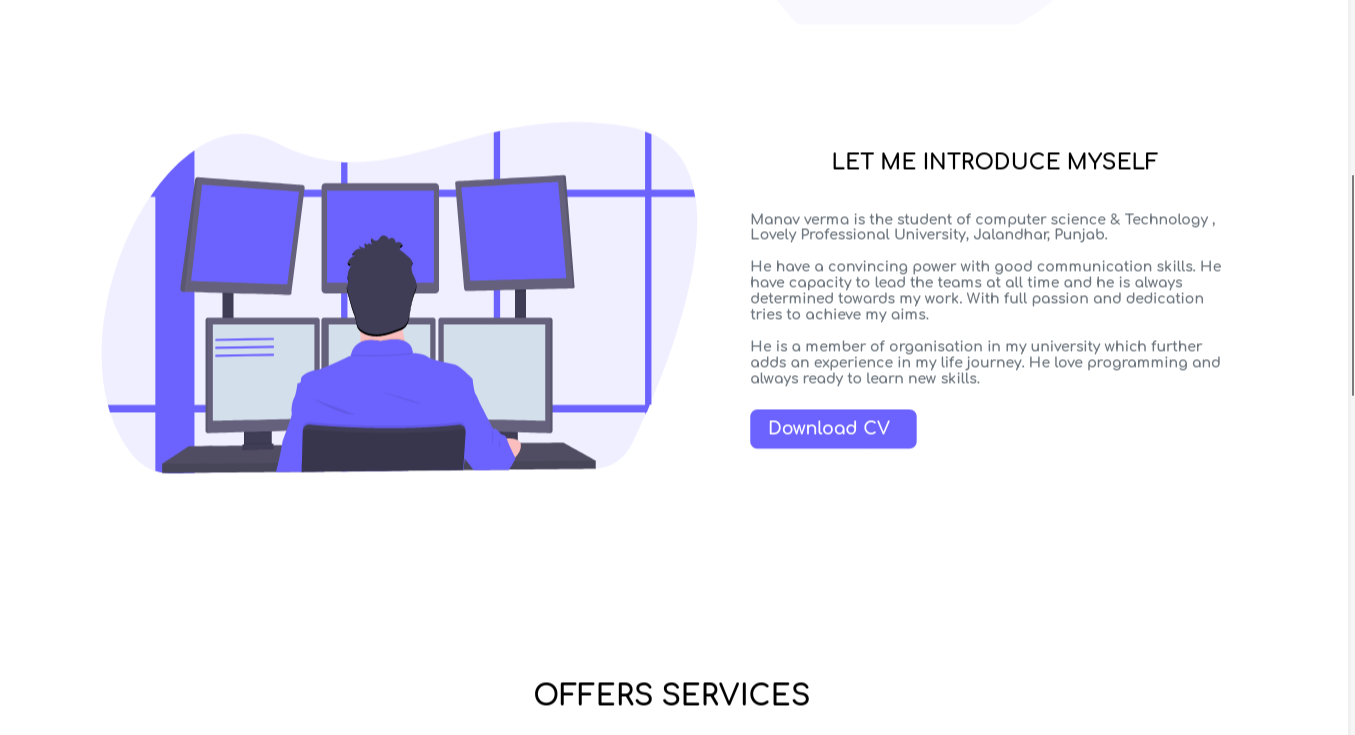 LET ME INTRODUCE MYSELF
Manav verma is the student of computer science & Technology ,
Lovely Professional University, Jalandhar, Punjab.
He have a convincing power with good communication skills. He
have capacity to lead the teams at all time and he is always
determined towards my work. With full passion and dedication
tries to achieve my aims.
He is a member of organisation in my university which further
adds an experience in my life journey. He love programming and
always ready to learn new skills.
Download CV
OFFERS SERVICES